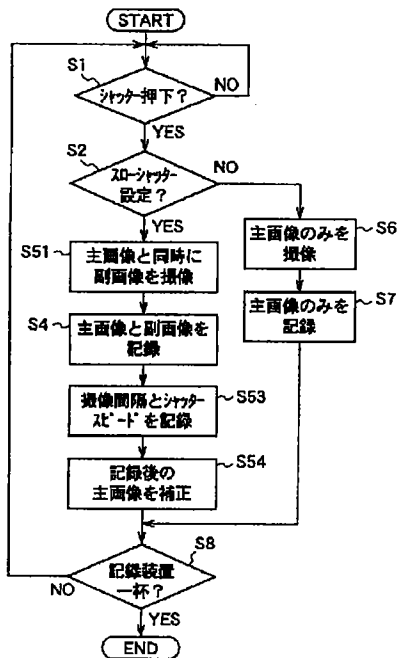 START
S1
シャッター押下?
NO
YES
S2
スローシャッター
設定?
NO
YES
S51
主画像と同時に
副画像を撮像
S6
主画像のみを
撮像
S4
主画像と副画像を
記録
S7
主画像のみを
記録
S53
撮像間隔とシャッター
スピードを記録
S54
記録後の
主画像を補正
S8
記録装置
一杯?
NO
YES
END